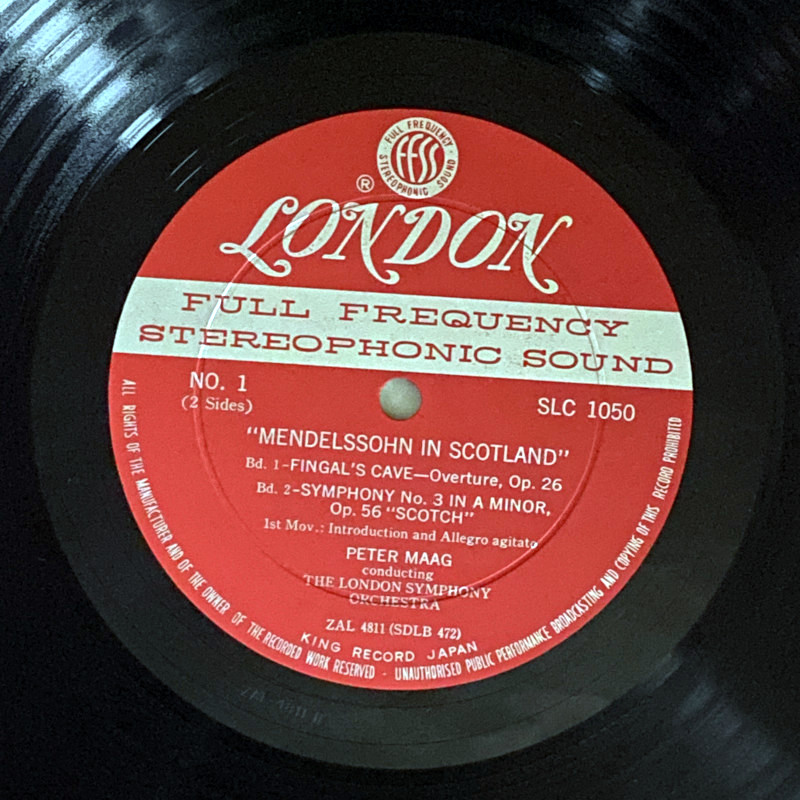 FULL FREQUENCY
ffss
STEREOPHONIC SOUND
®
LONDON
FULL FREQUENCY
STEREOPHONIC SOUND
NO. 1
(2 Sides)
SLC 1050
"MENDELSSOHN IN SCOTLAND"
Bd. 1-FINGAL'S CAVE—Overture, Op. 26
Bd. 2-SYMPHONY No. 3 IN A MINOR,
Op. 56 "SCOTCH"
1st Mov.: Introduction and Allegro agitato
PETER MAAG
conducting
THE LONDON SYMPHONY
ORCHESTRA
ZAL 4811 (SDLB 472)
KING RECORD JAPAN
ALL RIGHTS OF THE MANUFACTURER AND OF THE OWNER OF THE RECORDED WORK RESERVED · UNAUTHORISED PUBLIC PERFORMANCE BROADCASTING AND COPYING OF THIS RECORD PROHIBITED